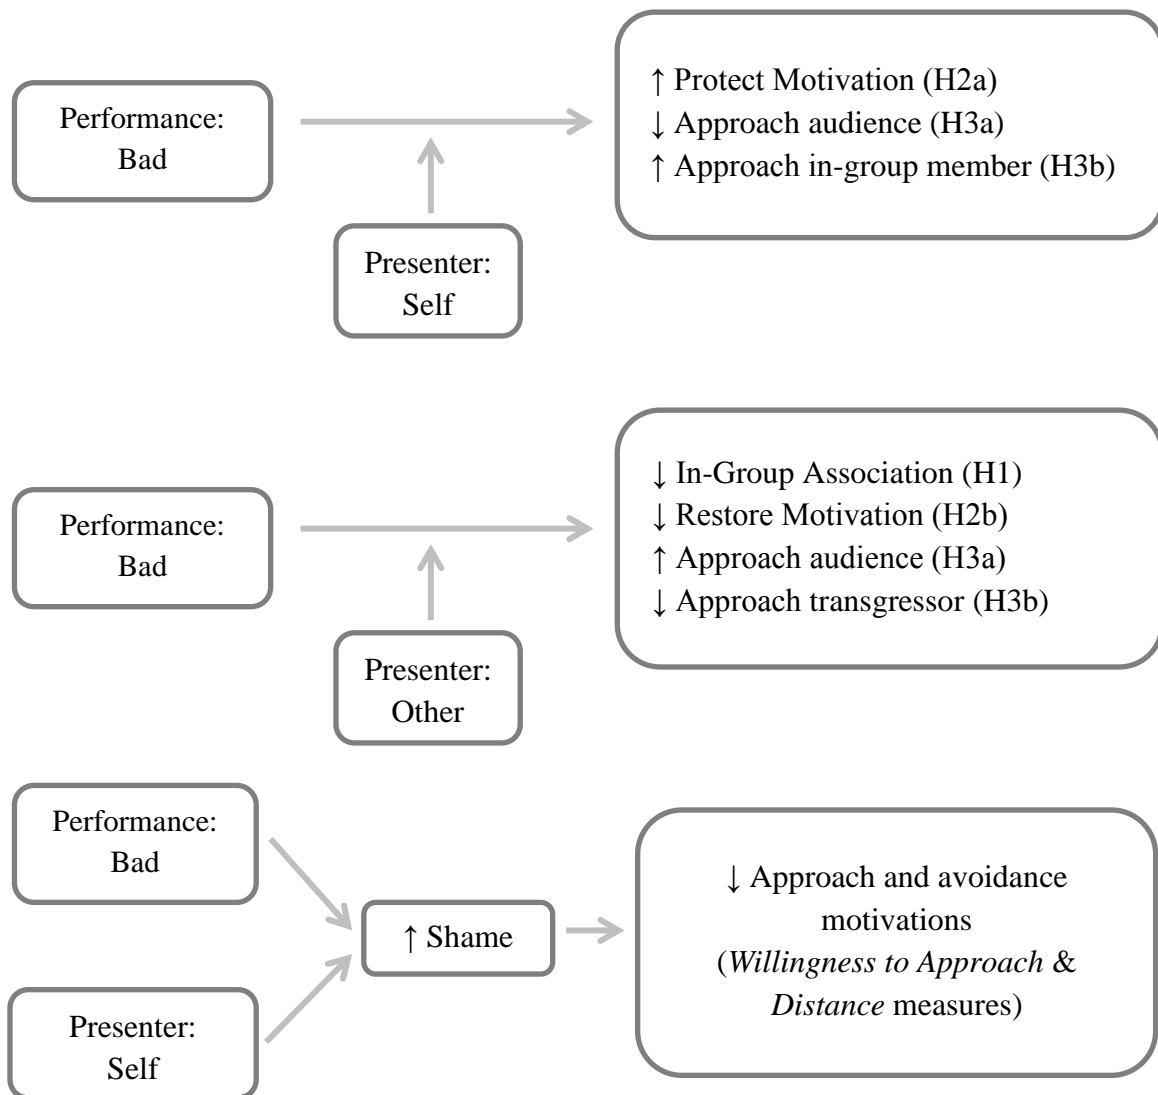 Performance:
Bad
Presenter:
Self
↑ Protect Motivation (H2a)
↓ Approach audience (H3a)
↑ Approach in-group member (H3b)
Performance:
Bad
Presenter:
Other
↓ In-Group Association (H1)
↓ Restore Motivation (H2b)
↑ Approach audience (H3a)
↓ Approach transgressor (H3b)
Performance:
Bad
Presenter:
Self
↑ Shame
↓ Approach and avoidance
motivations
(Willingness to Approach &
Distance measures)